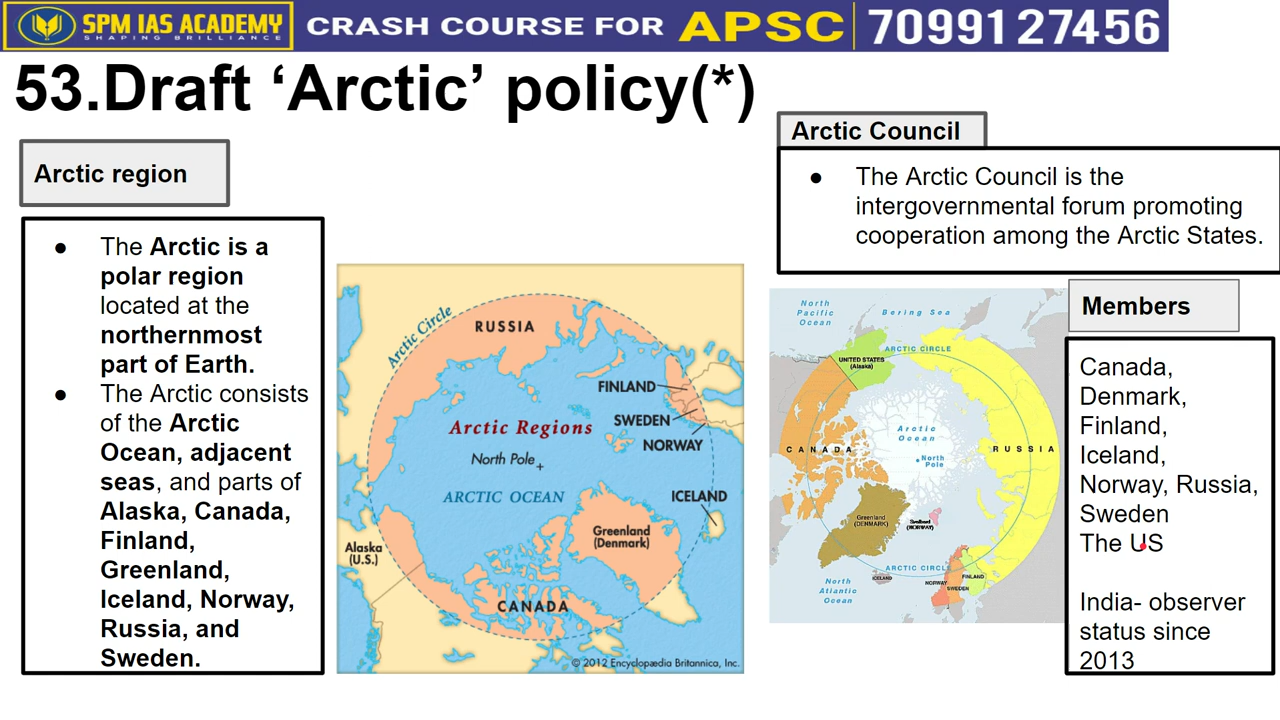 SPM IAS ACADEMY
SHAPING BRILLIANCE
CRASH COURSE FOR APSC 7099127456
53.Draft ‘Arctic’ policy(*)
Arctic region
● The Arctic is a
polar region
located at the
northernmost
part of Earth.
● The Arctic consists
of the Arctic
Ocean, adjacent
seas, and parts of
Alaska, Canada,
Finland,
Greenland,
Iceland, Norway,
Russia, and
Sweden.
Arctic Circle
RUSSIA
FINLAND
SWEDEN
NORWAY
Arctic Regions
North Pole
ARCTIC OCEAN
ICELAND
Greenland
(Denmark)
Alaska
(U.S.)
CANADA
© 2012 Encyclopædia Britannica, Inc.
Arctic Council
● The Arctic Council is the
intergovernmental forum promoting
cooperation among the Arctic States.
North
Pacific
Ocean
Bering Sea
ARCTIC CIRCLE
UNITED STATES
(Alaska)
Arctic
Ocean
CANADA
RUSSIA
North
Pole
Greenland
(DENMARK)
Svalbard
(NORWAY)
ARCTIC CIRCLE
ICELAND
NORWAY
SWEDEN
FINLAND
North
Atlantic
Ocean
Members
Canada,
Denmark,
Finland,
Iceland,
Norway, Russia,
Sweden
The US
India- observer
status since
2013